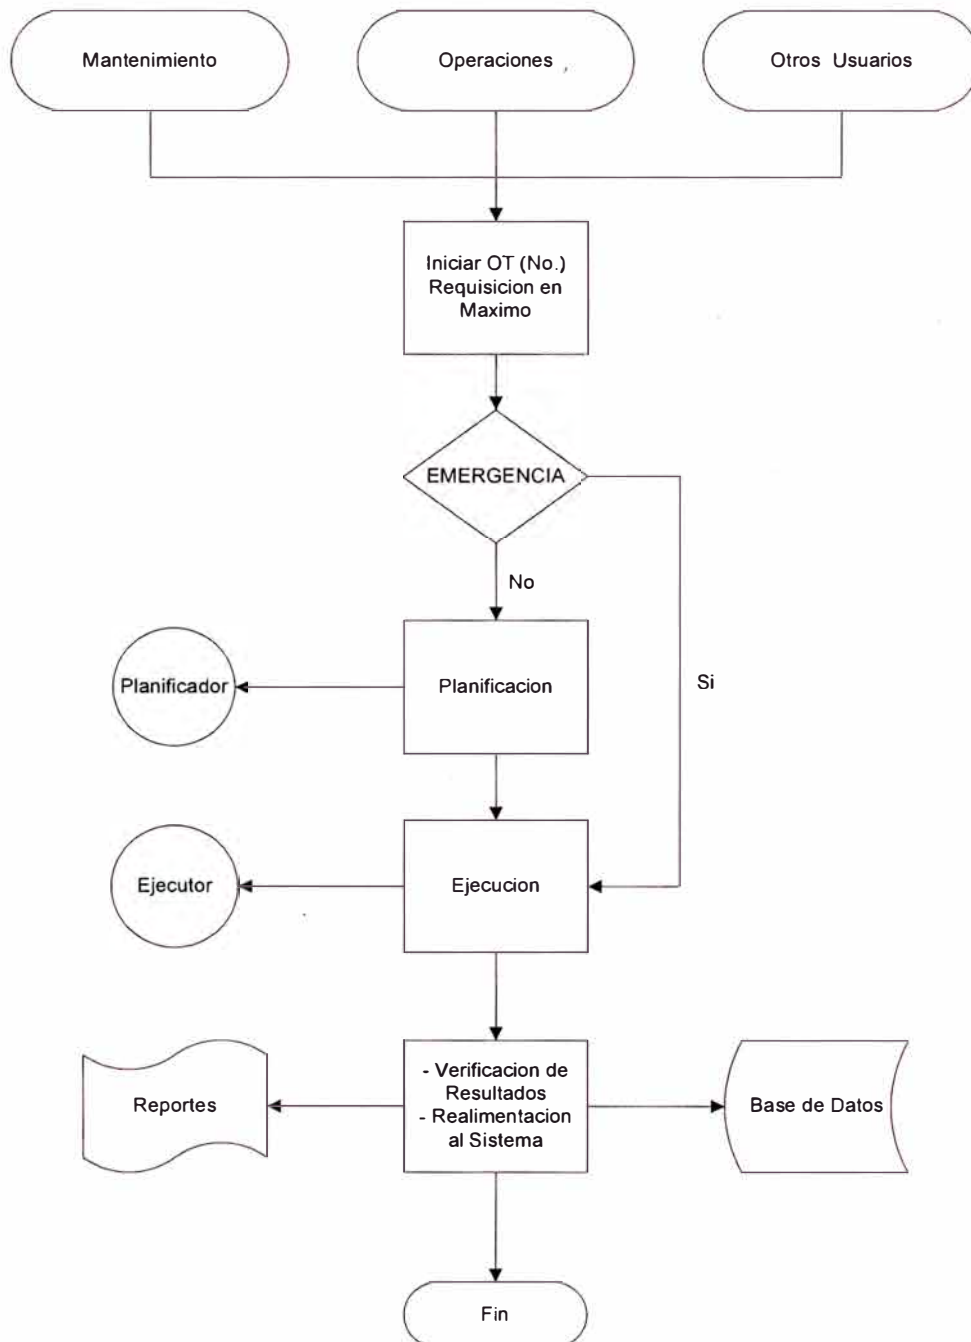 Mantenimiento
Operaciones
Otros Usuarios
Iniciar OT (No.)
Requisicion en
Maximo
EMERGENCIA
No
Si
Planificador
Planificacion
Ejecutor
Ejecucion
Reportes
- Verificacion de
Resultados
- Realimentacion
al Sistema
Base de Datos
Fin